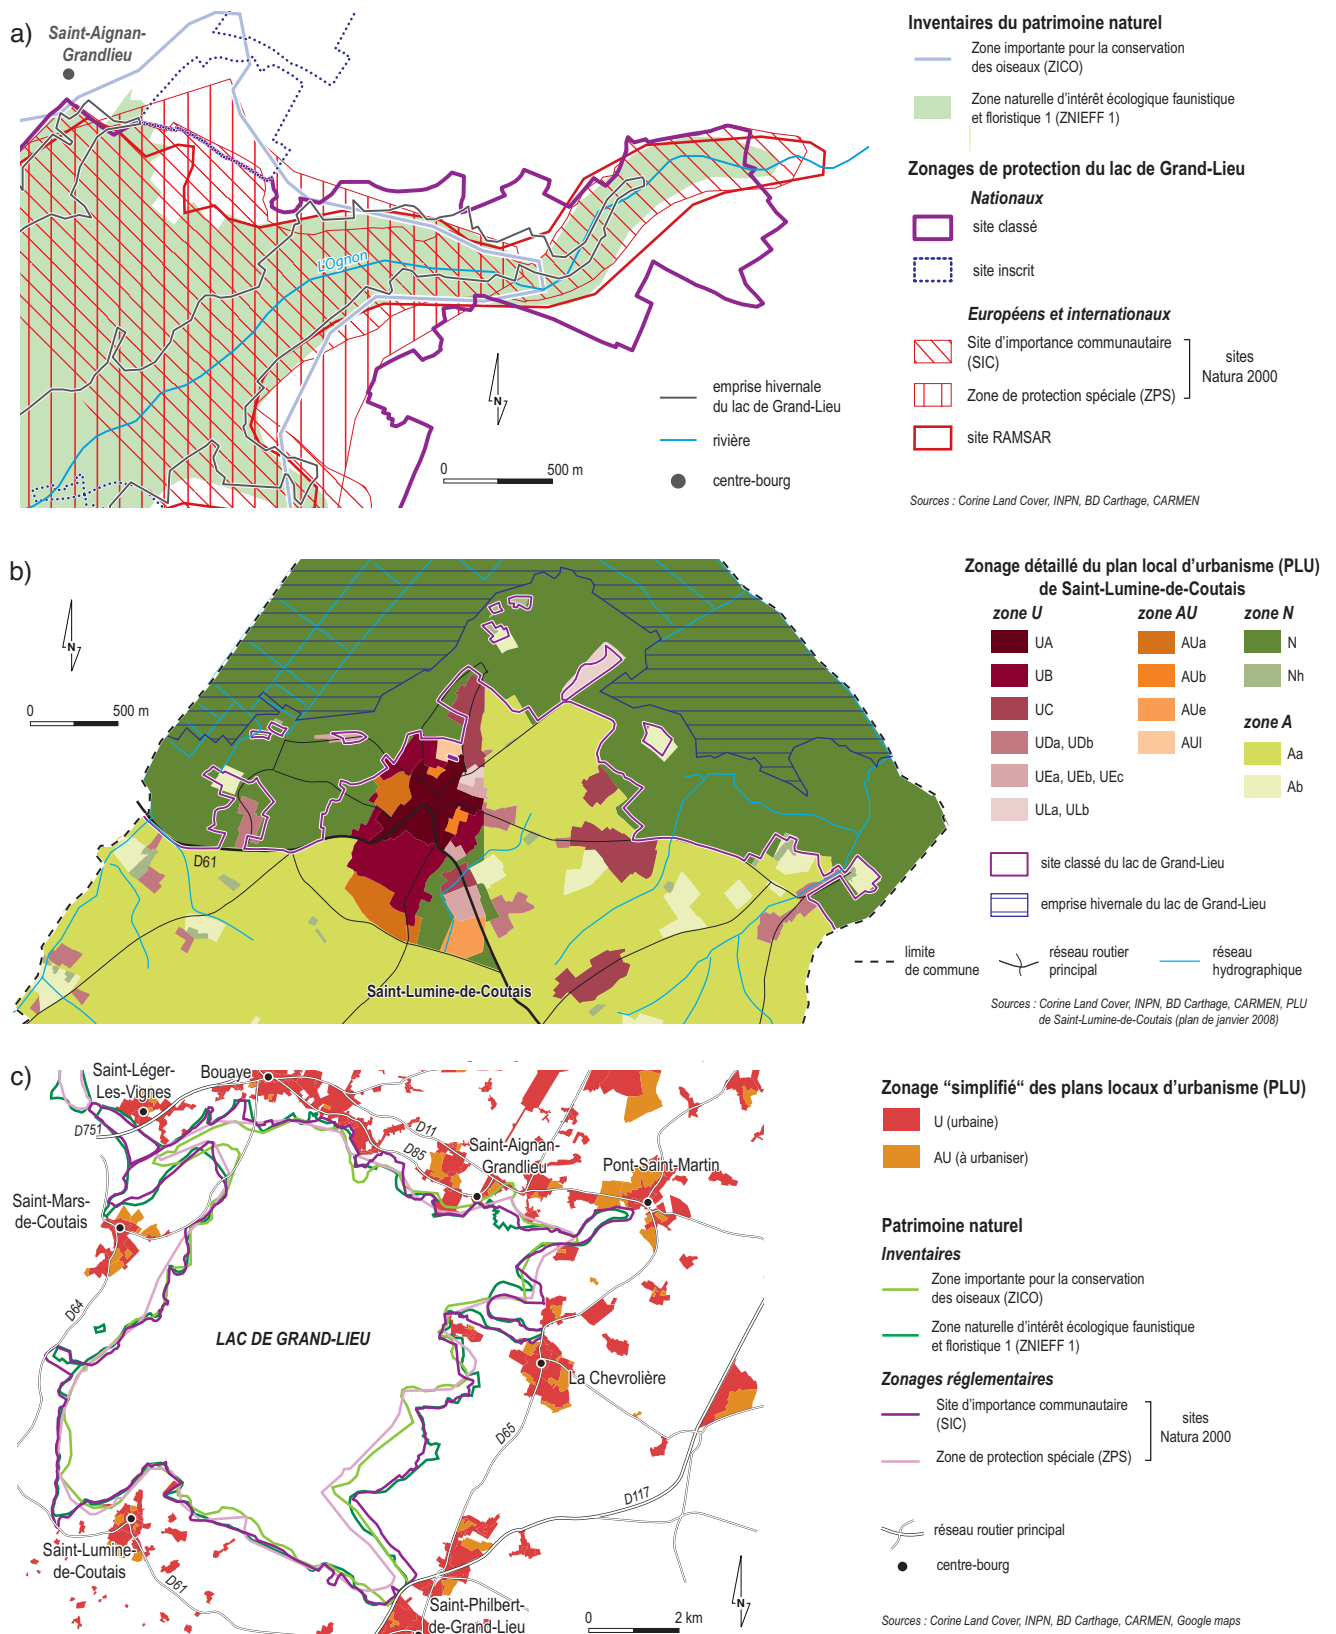 a)
Saint-Aignan-
Grandlieu
L'Ognon
N
0
500 m
emprise hivernale
du lac de Grand-Lieu
rivière
centre-bourg
Inventaires du patrimoine naturel
Zone importante pour la conservation
des oiseaux (ZICO)
Zone naturelle d'intérêt écologique faunistique
et floristique 1 (ZNIEFF 1)
Zonages de protection du lac de Grand-Lieu
Nationaux
site classé
site inscrit
Européens et internationaux
Site d'importance communautaire
(SIC)
Zone de protection spéciale (ZPS)
sites
Natura 2000
site RAMSAR
Sources : Corine Land Cover, INPN, BD Carthage, CARMEN
b)
N
0
500 m
D61
Saint-Lumine-de-Coutais
Zonage détaillé du plan local d'urbanisme (PLU)
de Saint-Lumine-de-Coutais
zone U
UA
UB
UC
UDa, UDb
UEa, UEb, UEc
ULa, ULb
zone AU
AUa
AUb
AUe
AUl
zone N
N
Nh
zone A
Aa
Ab
site classé du lac de Grand-Lieu
emprise hivernale du lac de Grand-Lieu
limite
de commune
réseau routier
principal
réseau
hydrographique
Sources : Corine Land Cover, INPN, BD Carthage, CARMEN, PLU
de Saint-Lumine-de-Coutais (plan de janvier 2008)
c)
Saint-Léger-
Les-Vignes
Bouaye
D751
D11
D85
Saint-Aignan-
Grandlieu
Pont-Saint-Martin
Saint-Mars-
de-Coutais
D64
LAC DE GRAND-LIEU
La Chevrolière
D65
D117
Saint-Lumine-
de-Coutais
D61
Saint-Philbert-
de-Grand-Lieu
0
2 km
N
Zonage “simplifié“ des plans locaux d'urbanisme (PLU)
U (urbaine)
AU (à urbaniser)
Patrimoine naturel
Inventaires
Zone importante pour la conservation
des oiseaux (ZICO)
Zone naturelle d'intérêt écologique faunistique
et floristique 1 (ZNIEFF 1)
Zonages réglementaires
Site d'importance communautaire
(SIC)
Zone de protection spéciale (ZPS)
sites
Natura 2000
réseau routier principal
centre-bourg
Sources : Corine Land Cover, INPN, BD Carthage, CARMEN, Google maps